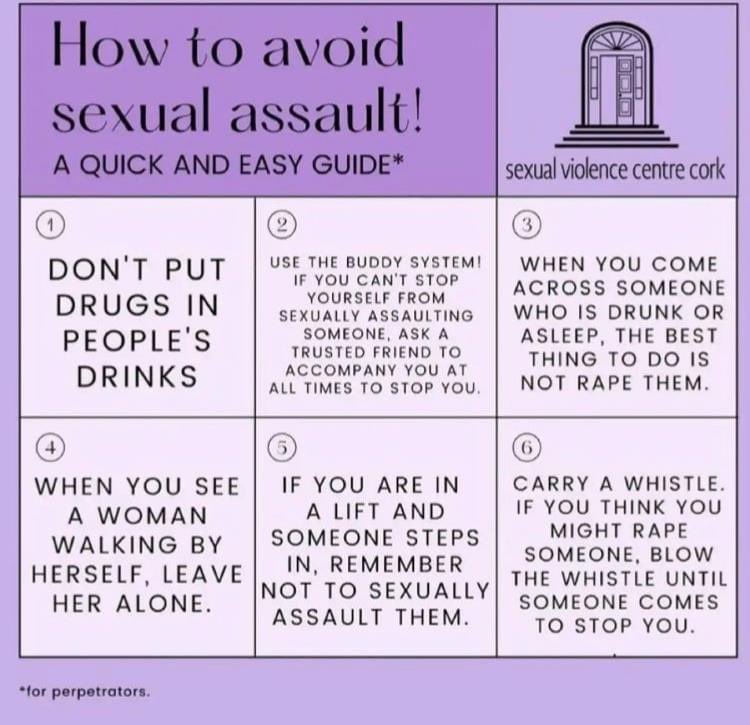 How to avoid
sexual assault!
A QUICK AND EASY GUIDE*
sexual violence centre cork
1
DON'T PUT
DRUGS IN
PEOPLE'S
DRINKS
2
USE THE BUDDY SYSTEM!
IF YOU CAN'T STOP
YOURSELF FROM
SEXUALLY ASSAULTING
SOMEONE, ASK A
TRUSTED FRIEND TO
ACCOMPANY YOU AT
ALL TIMES TO STOP YOU.
3
WHEN YOU COME
ACROSS SOMEONE
WHO IS DRUNK OR
ASLEEP, THE BEST
THING TO DO IS
NOT RAPE THEM.
4
WHEN YOU SEE
A WOMAN
WALKING BY
HERSELF, LEAVE
HER ALONE.
5
IF YOU ARE IN
A LIFT AND
SOMEONE STEPS
IN, REMEMBER
NOT TO SEXUALLY
ASSAULT THEM.
6
CARRY A WHISTLE.
IF YOU THINK YOU
MIGHT RAPE
SOMEONE, BLOW
THE WHISTLE UNTIL
SOMEONE COMES
TO STOP YOU.
*for perpetrators.